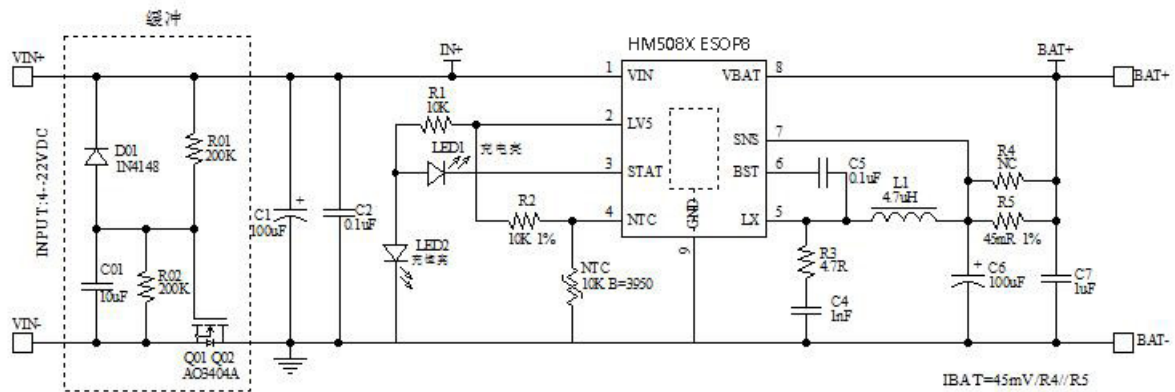 缓冲
HM508X ESOP8
VIN+
IN+
BAT+
BAT+
1
VIN
VBAT
8
R1
10K
2
LV5
SNS
7
D01
1N4148
R01
200K
LED1
充电亮
3
STAT
BST
6
C5
0.1uF
R4
NC
L1
4.7uH
INPUT:4--22VDC
C1
100uF
+
C2
0.1uF
R2
10K 1%
4
NTC
GND
LX
5
R5
45mR 1%
9
LED2
C01
10uF
R02
200K
NTC
10K B=3950
R3
4.7R
+
C6
100uF
C7
1uF
C4
1nF
VIN-
BAT-
Q01 Q02
AO3404A
IBAT=45mV/R4//R5